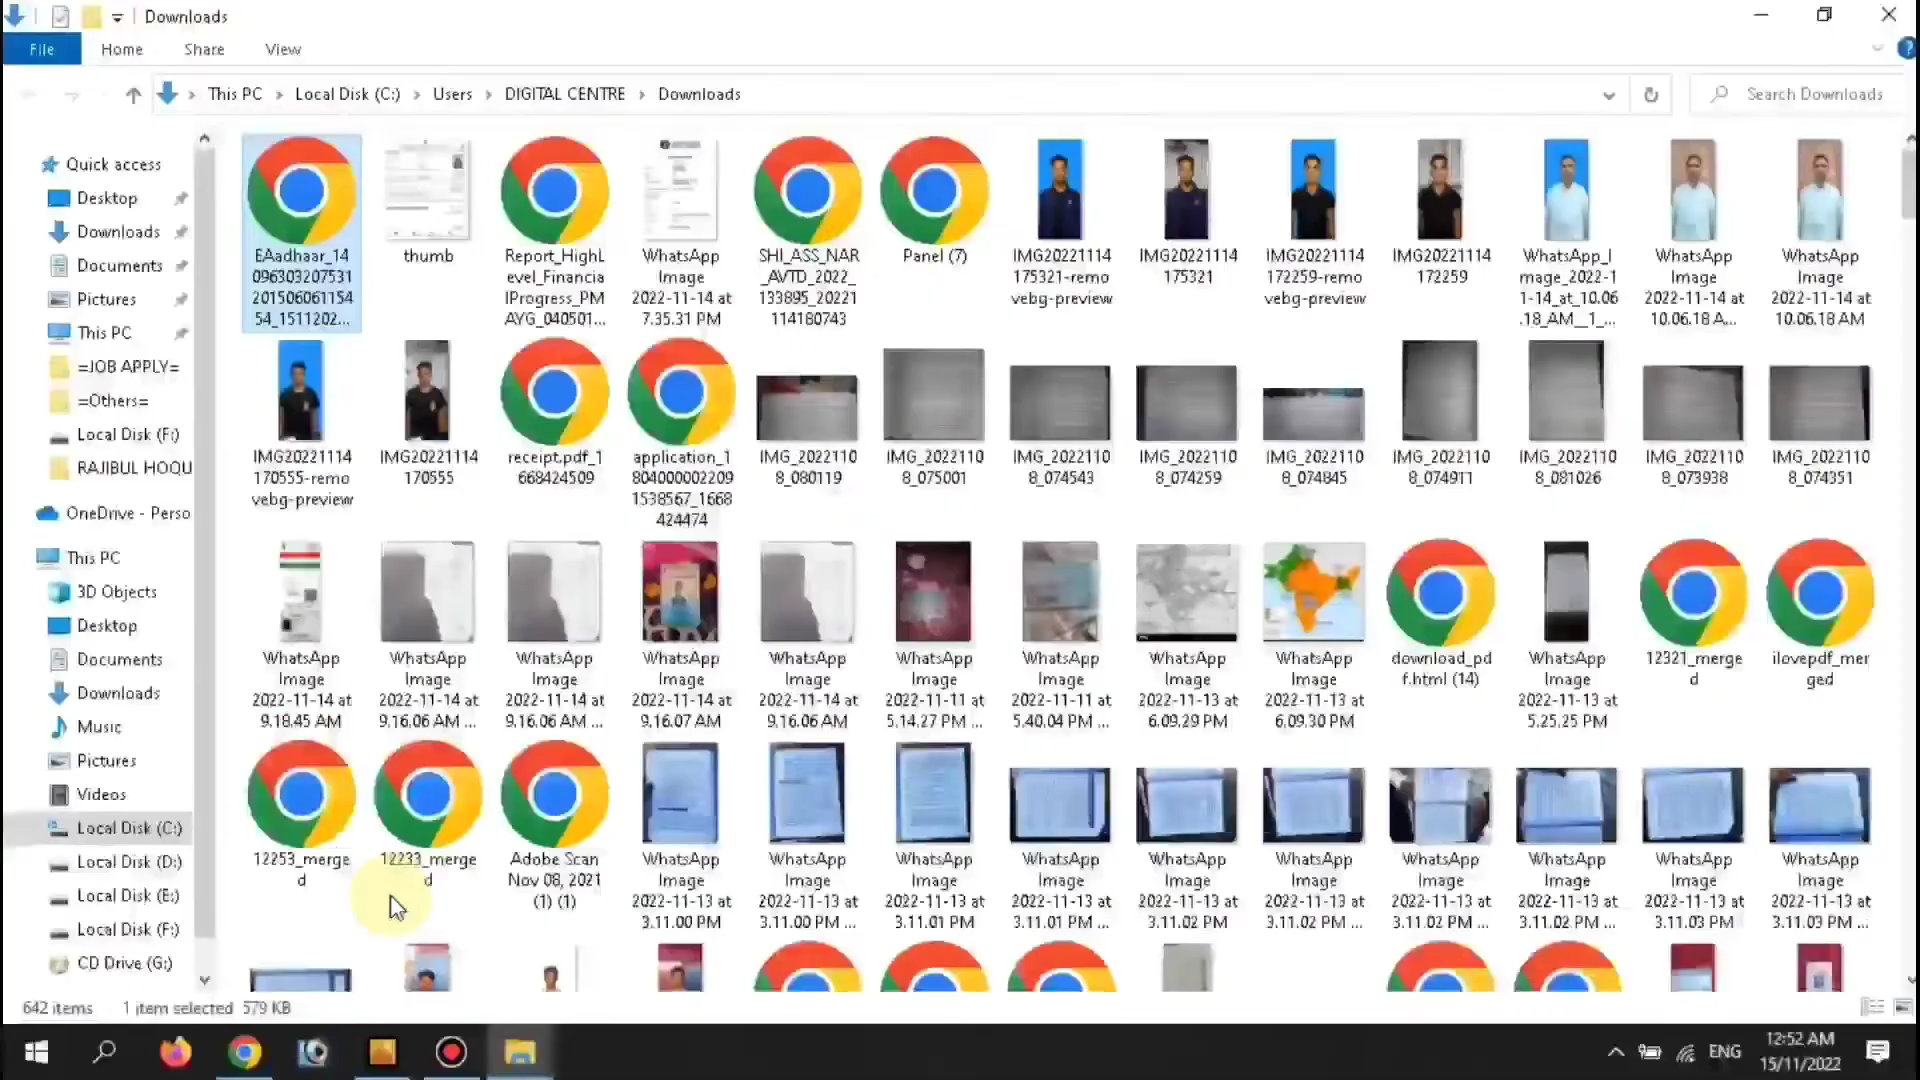 Downloads
File Home Share View
This PC Local Disk (C:) Users DIGITAL CENTRE Downloads
Search Downloads
Quick access
Desktop
Downloads
Documents
Pictures
This PC
=JOB APPLY=
=Others=
Local Disk (F:)
RAJIBUL HOQU
OneDrive - Perso
This PC
3D Objects
Desktop
Documents
Downloads
Music
Pictures
Videos
Local Disk (C:)
Local Disk (D:)
Local Disk (E:)
Local Disk (F:)
CD Drive (G:)
EAadhaar_14
096303207531
201506061154
54_1511202...
thumb
Report_HighL
evel_Financia
lProgress_PM
AYG_040501...
WhatsApp
Image
2022-11-14 at
7.35.31 PM
SHI_ASS_NAR
_AVTD_2022_
133895_20221
114180743
Panel (7)
IMG20221114
175321-remo
vebg-preview
IMG20221114
175321
IMG20221114
172259-remo
vebg-preview
IMG20221114
172259
WhatsApp_I
mage_2022-1
1-14_at_10.06
.18_AM__1_...
WhatsApp
Image
2022-11-14 at
10.06.18 A...
WhatsApp
Image
2022-11-14 at
10.06.18 AM
IMG20221114
170555-remo
vebg-preview
IMG20221114
170555
receipt.pdf_1
668424509
application_1
804000002209
1538567_1668
424474
IMG_2022110
8_080119
IMG_2022110
8_075001
IMG_2022110
8_074543
IMG_2022110
8_074259
IMG_2022110
8_074845
IMG_2022110
8_074911
IMG_2022110
8_081026
IMG_2022110
8_073938
IMG_2022110
8_074351
WhatsApp
Image
2022-11-14 at
9.18.45 AM
WhatsApp
Image
2022-11-14 at
9.16.06 AM ...
WhatsApp
Image
2022-11-14 at
9.16.06 AM ...
WhatsApp
Image
2022-11-14 at
9.16.07 AM
WhatsApp
Image
2022-11-14 at
9.16.06 AM
WhatsApp
Image
2022-11-11 at
5.14.27 PM ...
WhatsApp
Image
2022-11-11 at
5.40.04 PM ...
WhatsApp
Image
2022-11-13 at
6.09.29 PM
WhatsApp
Image
2022-11-13 at
6.09.30 PM
download_pd
f.html (14)
WhatsApp
Image
2022-11-13 at
5.25.25 PM
12321_merge
d
ilovepdf_mer
ged
12253_merge
d
12233_merge
d
Adobe Scan
Nov 08, 2021
(1) (1)
WhatsApp
Image
2022-11-13 at
3.11.00 PM
WhatsApp
Image
2022-11-13 at
3.11.00 PM ...
WhatsApp
Image
2022-11-13 at
3.11.01 PM ...
WhatsApp
Image
2022-11-13 at
3.11.01 PM
WhatsApp
Image
2022-11-13 at
3.11.02 PM ...
WhatsApp
Image
2022-11-13 at
3.11.02 PM ...
WhatsApp
Image
2022-11-13 at
3.11.02 PM ...
WhatsApp
Image
2022-11-13 at
3.11.02 PM
WhatsApp
Image
2022-11-13 at
3.11.03 PM ...
WhatsApp
Image
2022-11-13 at
3.11.03 PM ...
642 items 1 item selected 579 KB
ENG
12:52 AM
15/11/2022